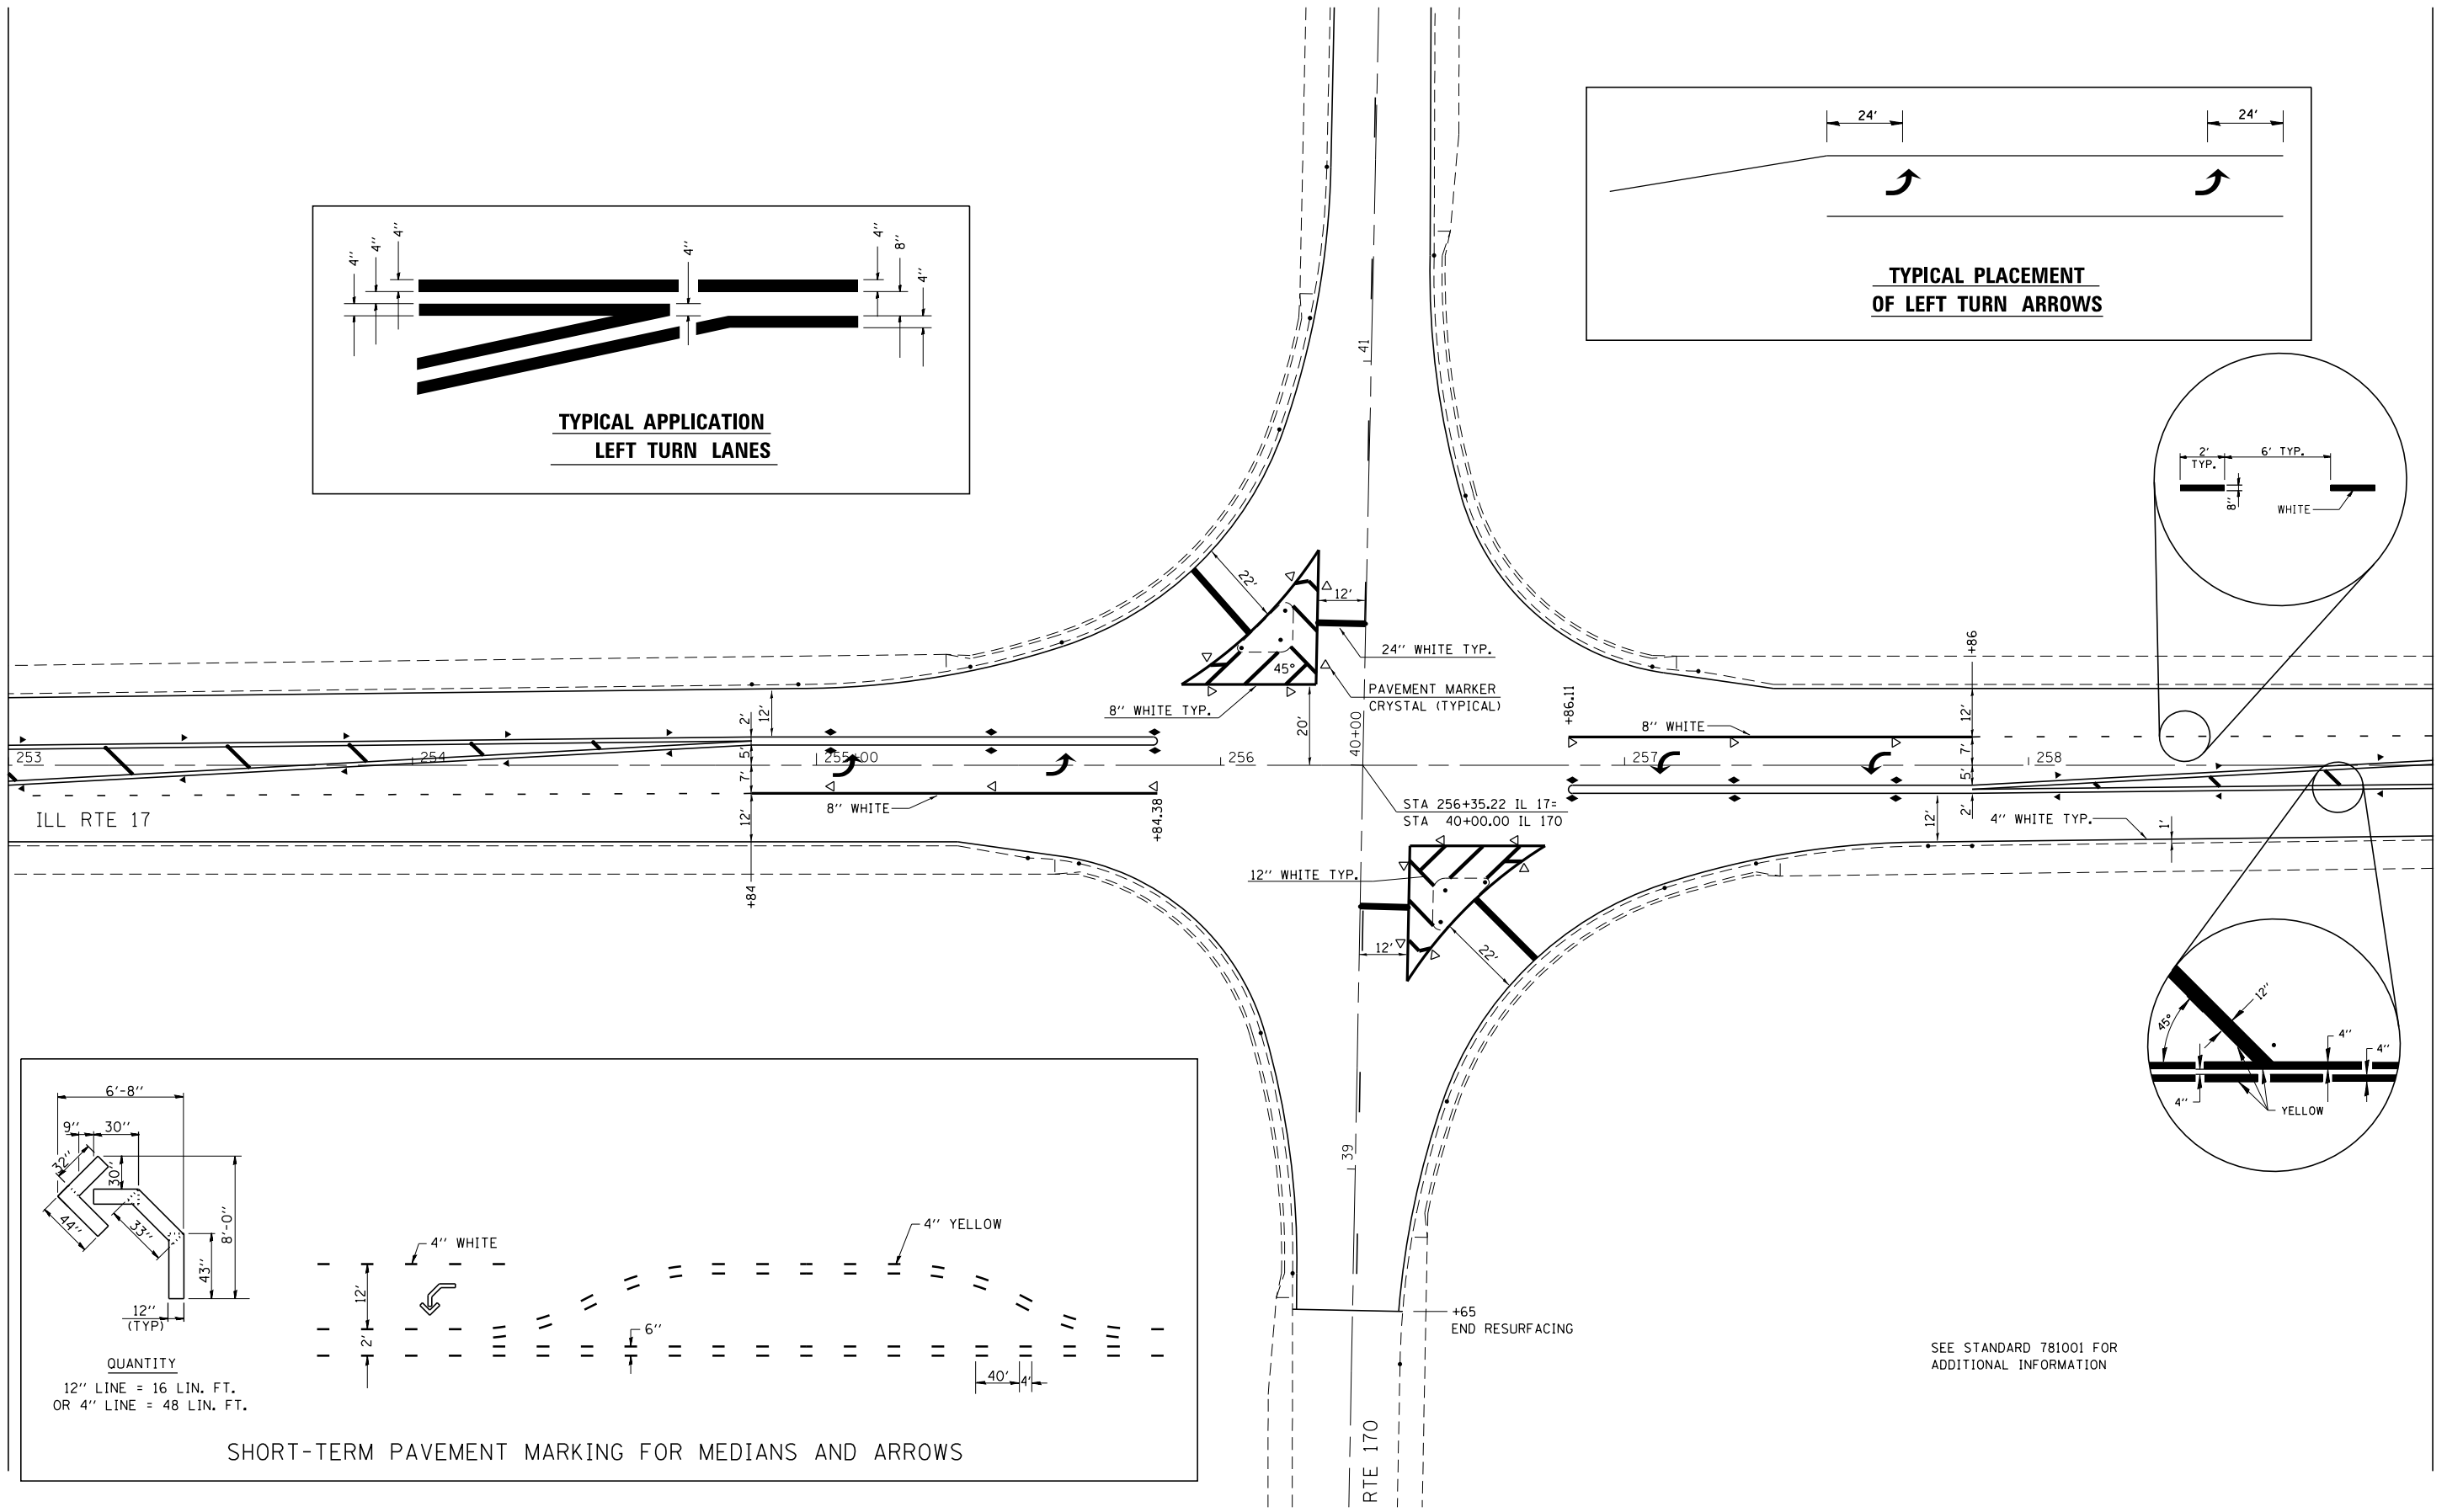 24'
24'
TYPICAL PLACEMENT
OF LEFT TURN ARROWS
4''
4''
4''
4''
4''
8''
4''
TYPICAL APPLICATION
LEFT TURN LANES
41
2'
TYP.
6' TYP.
8''
WHITE
22'
12'
24'' WHITE TYP.
45°
PAVEMENT MARKER
CRYSTAL (TYPICAL)
8'' WHITE TYP.
20'
40+00
+86.11
+86
8'' WHITE
12'
7'
5'
2'
12'
12'
2'
5'
7'
12'
253
254
255+00
256
257
258
ILL RTE 17
8'' WHITE
+84.38
+84
STA 256+35.22 IL 17=
STA 40+00.00 IL 170
4'' WHITE TYP.
1'
12'' WHITE TYP.
12'
22'
45°
12''
4''
4''
4''
YELLOW
39
+65
END RESURFACING
RTE 170
SEE STANDARD 781001 FOR
ADDITIONAL INFORMATION
6'-8''
9''
30''
32''
30''
44''
33''
8'-0''
43''
12''
(TYP)
QUANTITY
12'' LINE = 16 LIN. FT.
OR 4'' LINE = 48 LIN. FT.
4'' WHITE
4'' YELLOW
12'
2'
6''
40'
4'
SHORT-TERM PAVEMENT MARKING FOR MEDIANS AND ARROWS